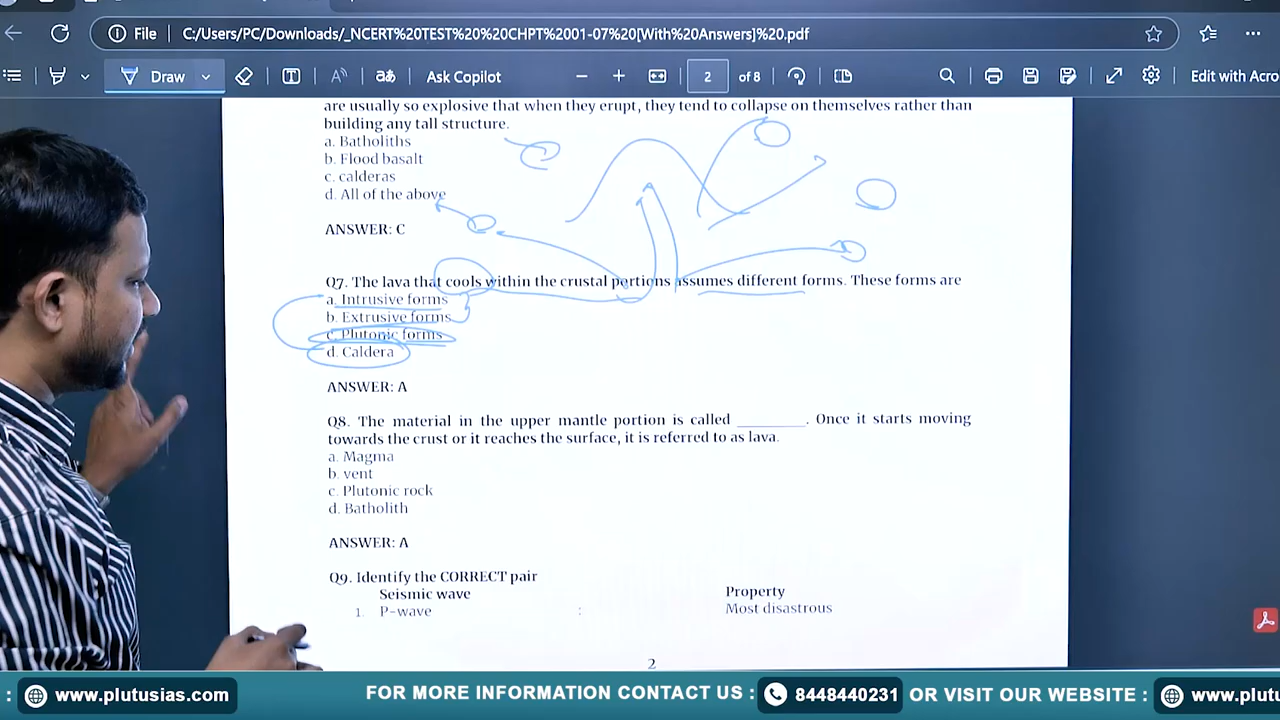 File C:/Users/PC/Downloads/_NCERT%20TEST%20%20CHPT%2001-07%20[With%20Answers]%20.pdf
Draw aあ Ask Copilot 2 of 8 Edit with Acro
are usually so explosive that when they erupt, they tend to collapse on themselves rather than
building any tall structure.
a. Batholiths
b. Flood basalt
c. calderas
d. All of the above
ANSWER: C
Q7. The lava that cools within the crustal portions assumes different forms. These forms are
a. Intrusive forms
b. Extrusive forms
c. Plutonic forms
d. Caldera
ANSWER: A
Q8. The material in the upper mantle portion is called ________. Once it starts moving
towards the crust or it reaches the surface, it is referred to as lava.
a. Magma
b. vent
c. Plutonic rock
d. Batholith
ANSWER: A
Q9. Identify the CORRECT pair
Seismic wave Property
1. P-wave : Most disastrous
2
: www.plutusias.com FOR MORE INFORMATION CONTACT US : 8448440231 OR VISIT OUR WEBSITE : www.plutu